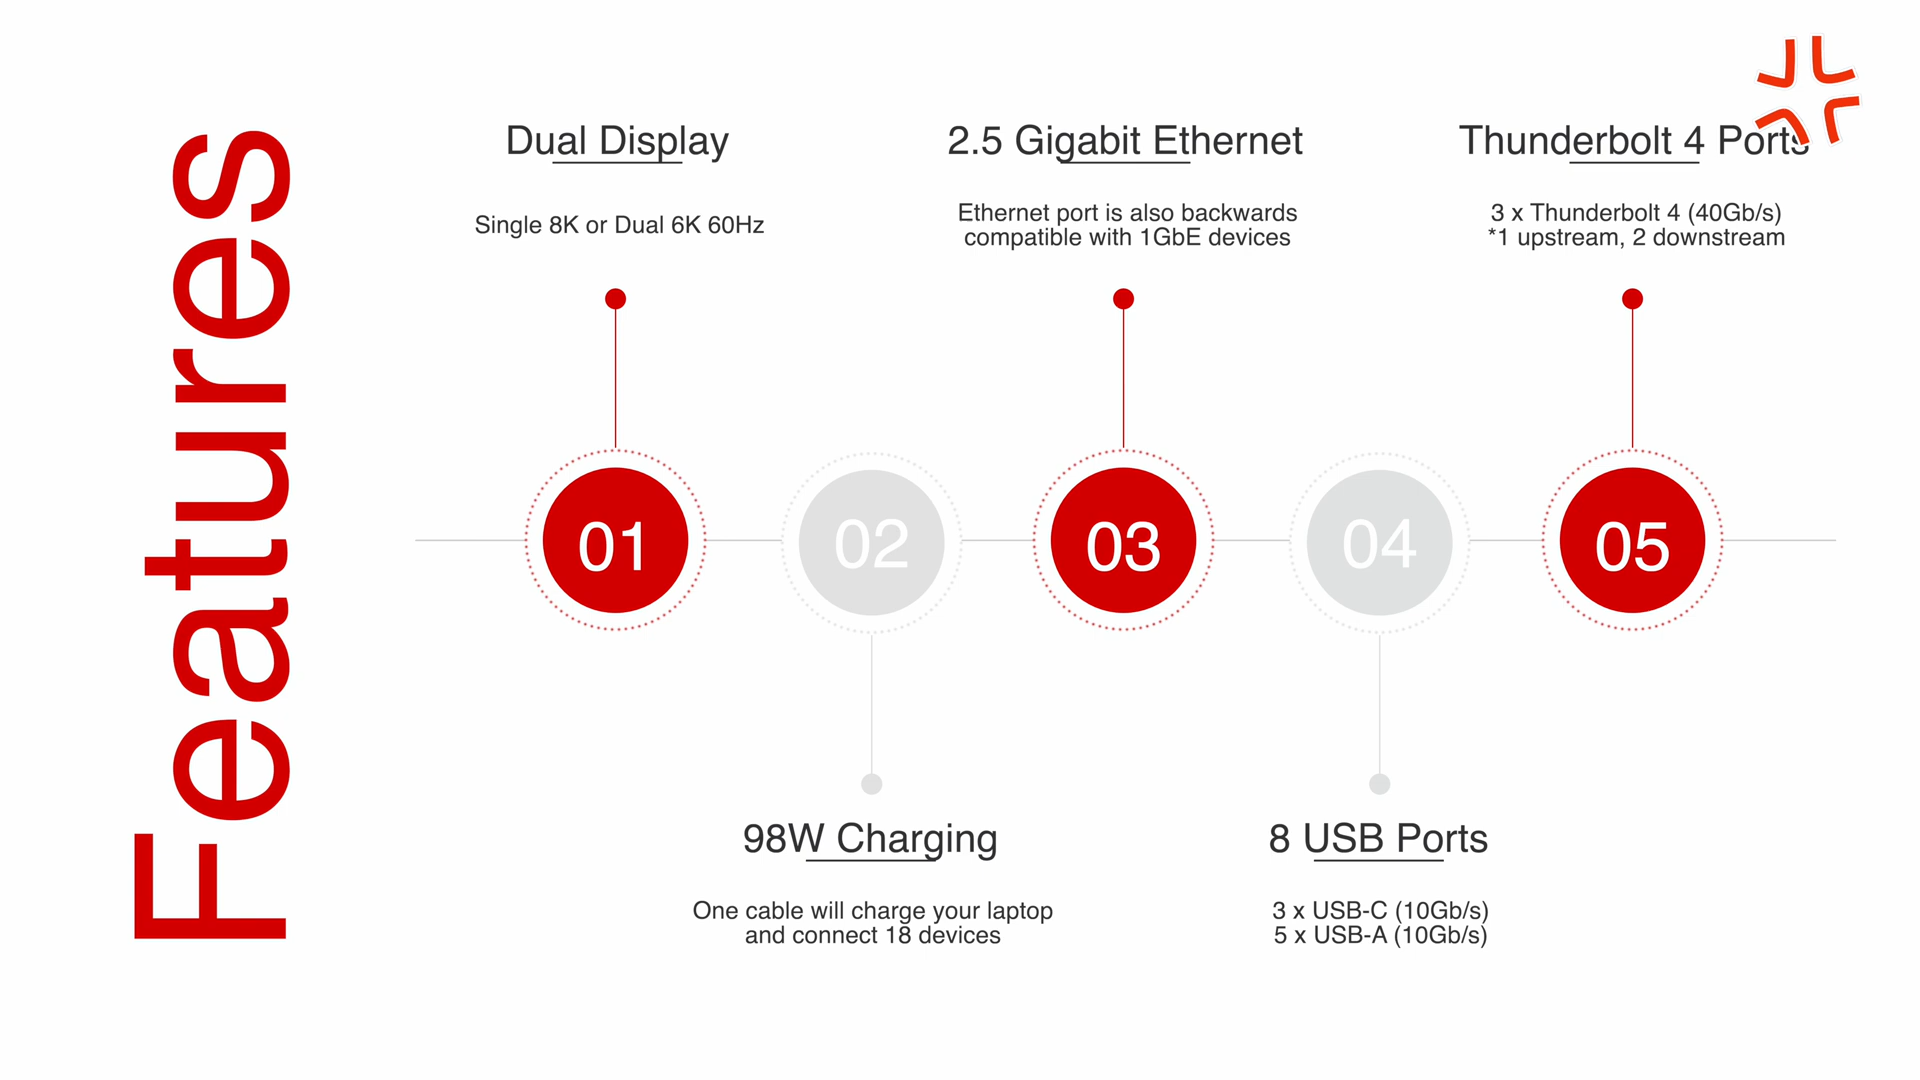 Features
Dual Display
Single 8K or Dual 6K 60Hz
01
02
98W Charging
One cable will charge your laptop
and connect 18 devices
2.5 Gigabit Ethernet
Ethernet port is also backwards
compatible with 1GbE devices
03
04
8 USB Ports
3 x USB-C (10Gb/s)
5 x USB-A (10Gb/s)
Thunderbolt 4 Ports
3 x Thunderbolt 4 (40Gb/s)
*1 upstream, 2 downstream
05